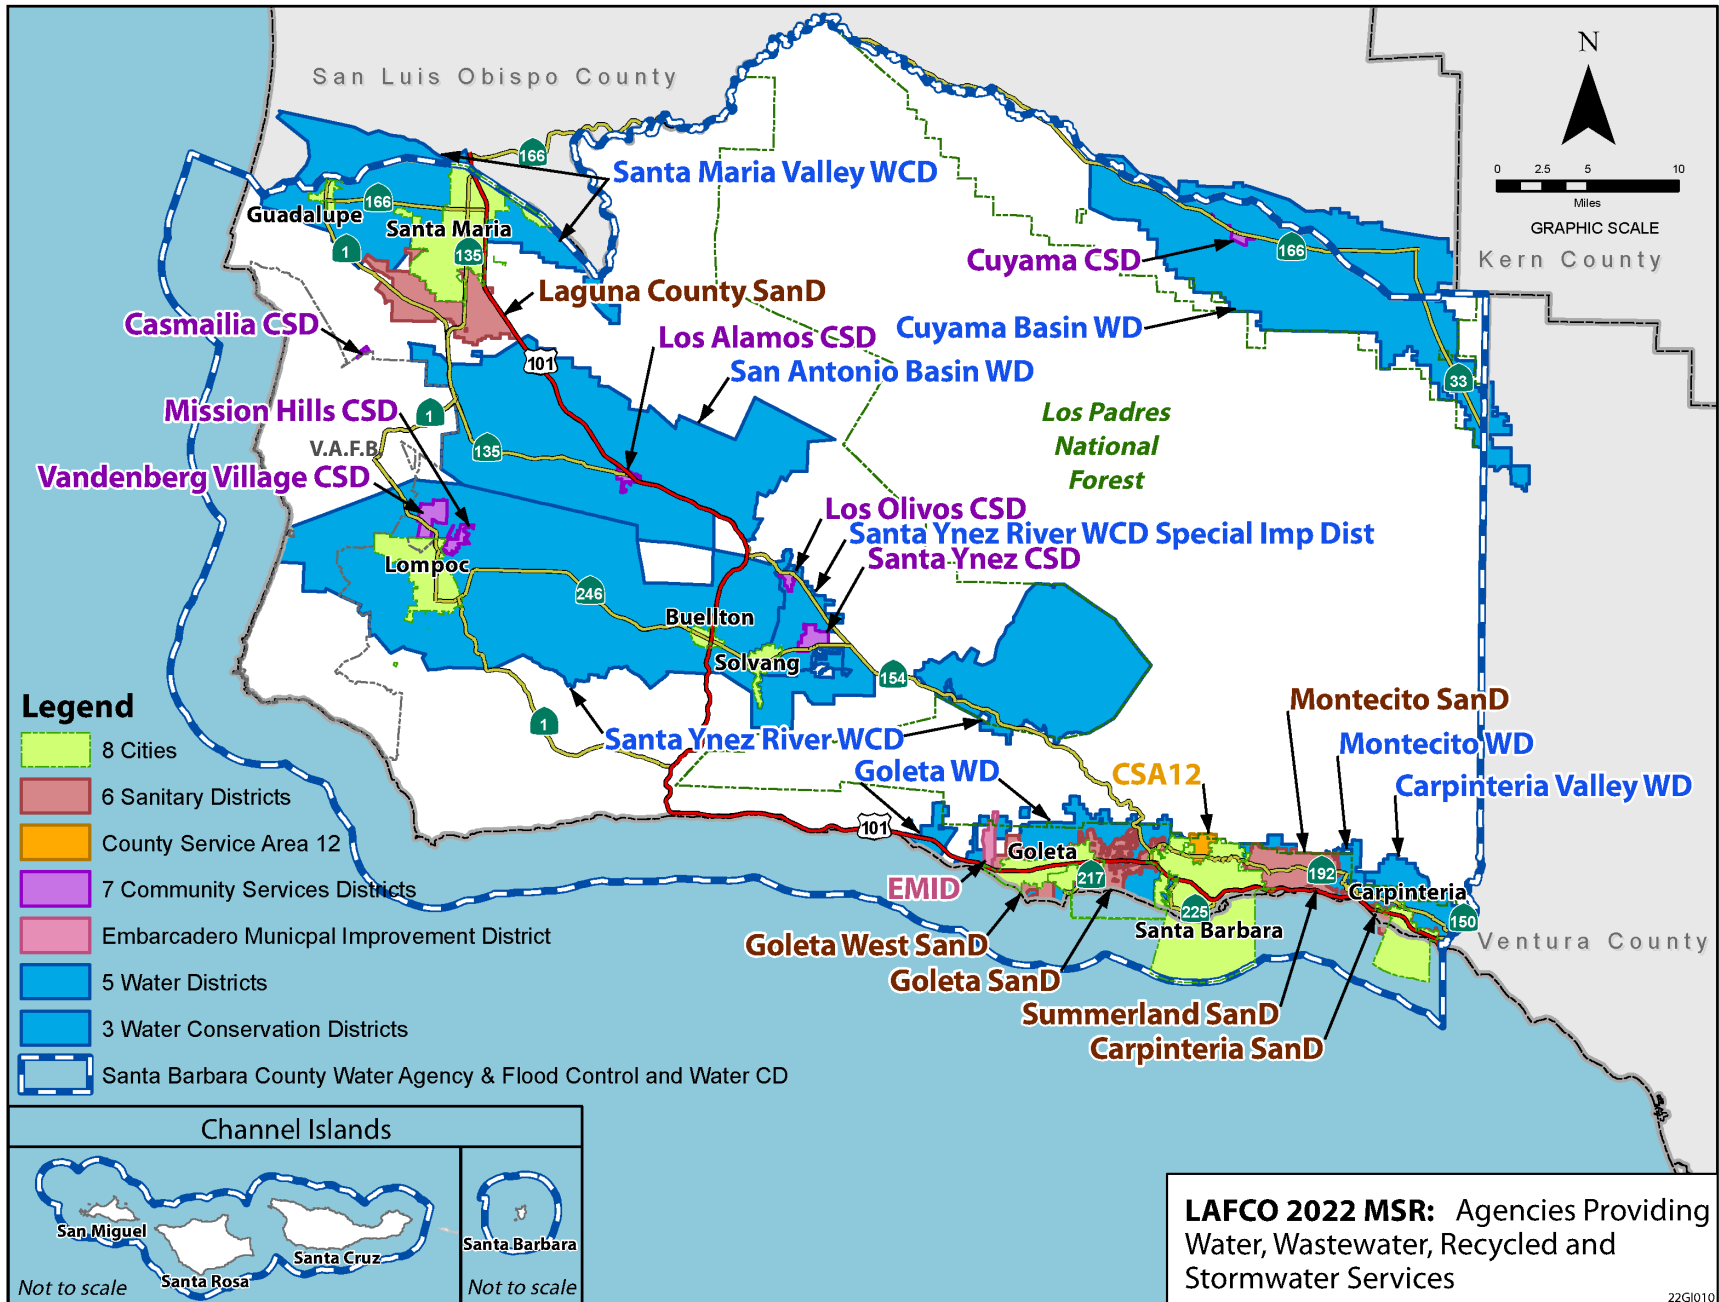 San Luis Obispo County
N
0 2.5 5 10
Miles
GRAPHIC SCALE
166
Santa Maria Valley WCD
166
Guadalupe
Santa Maria
1
135
Cuyama CSD
166
Kern County
Laguna County SanD
Casmailia CSD
Los Alamos CSD
Cuyama Basin WD
101
San Antonio Basin WD
33
Mission Hills CSD
1
Los Padres
National
Forest
V.A.F.B
135
Vandenberg Village CSD
Los Olivos CSD
Santa Ynez River WCD Special Imp Dist
Santa Ynez CSD
Lompoc
246
Buellton
Solvang
154
Legend
8 Cities
6 Sanitary Districts
County Service Area 12
7 Community Services Districts
Embarcadero Municpal Improvement District
5 Water Districts
3 Water Conservation Districts
Santa Barbara County Water Agency & Flood Control and Water CD
1
Santa Ynez River WCD
Montecito SanD
Montecito WD
Goleta WD
CSA12
Carpinteria Valley WD
101
Goleta
217
192
EMID
Carpinteria
225
150
Santa Barbara
Ventura County
Goleta West SanD
Goleta SanD
Summerland SanD
Carpinteria SanD
Channel Islands
San Miguel
Santa Rosa
Santa Cruz
Not to scale
Santa Barbara
Not to scale
LAFCO 2022 MSR: Agencies Providing
Water, Wastewater, Recycled and
Stormwater Services
22GI010